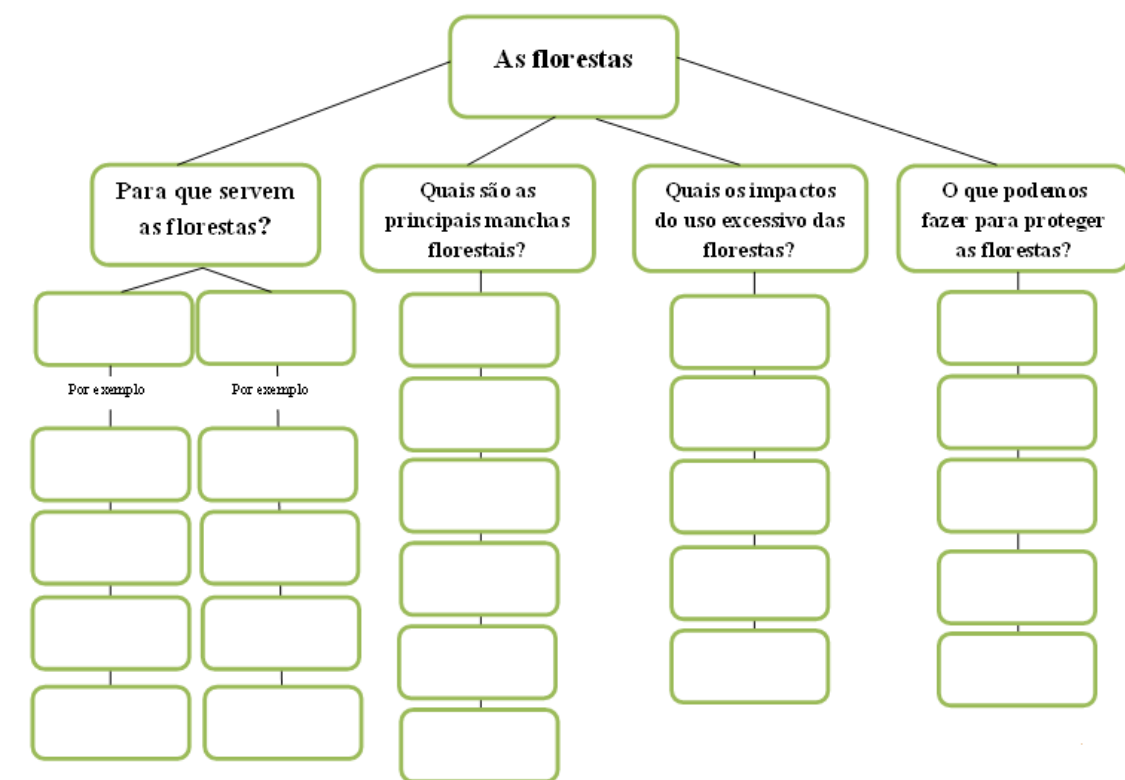 As florestas
Para que servem
as florestas?
Quais são as
principais manchas
florestais?
Quais os impactos
do uso excessivo das
florestas?
O que podemos
fazer para proteger
as florestas?
Por exemplo
Por exemplo